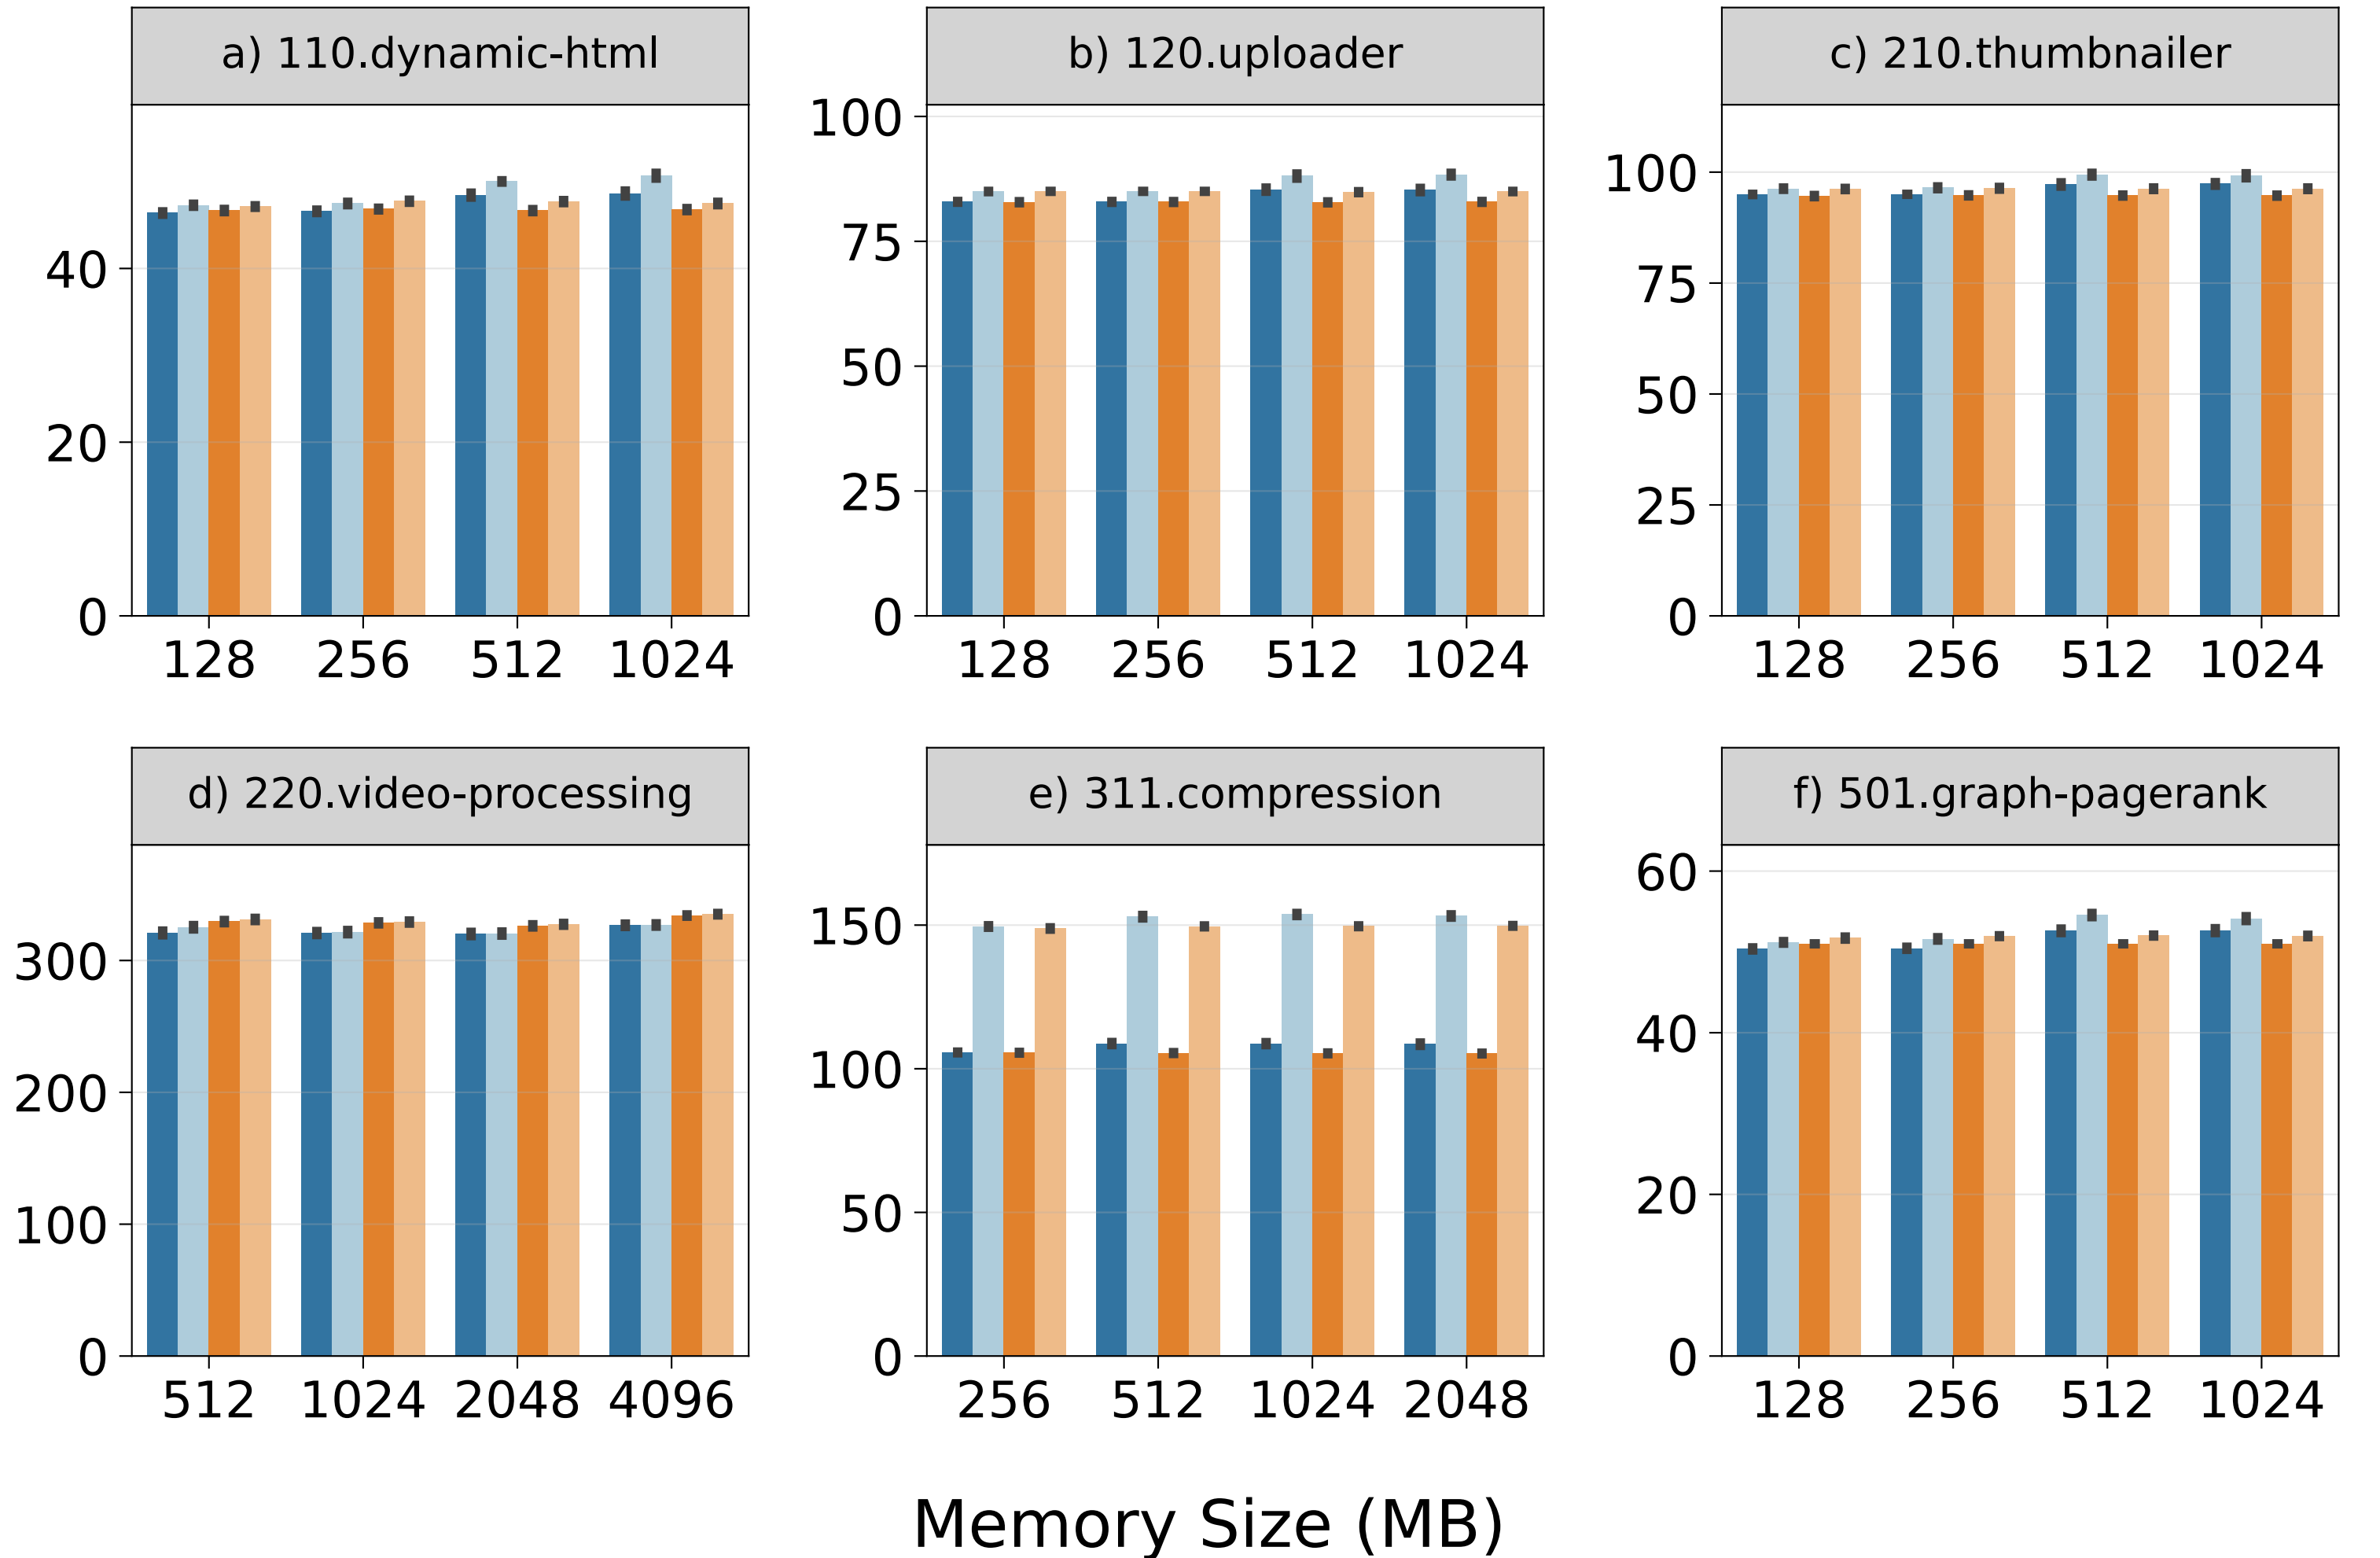 a) 110.dynamic-html
b) 120.uploader
c) 210.thumbnailer
40
20
0
128 256 512 1024
100
75
50
25
0
128 256 512 1024
100
75
50
25
0
128 256 512 1024
d) 220.video-processing
e) 311.compression
f) 501.graph-pagerank
300
200
100
0
512 1024 2048 4096
150
100
50
0
256 512 1024 2048
60
40
20
0
128 256 512 1024
Memory Size (MB)